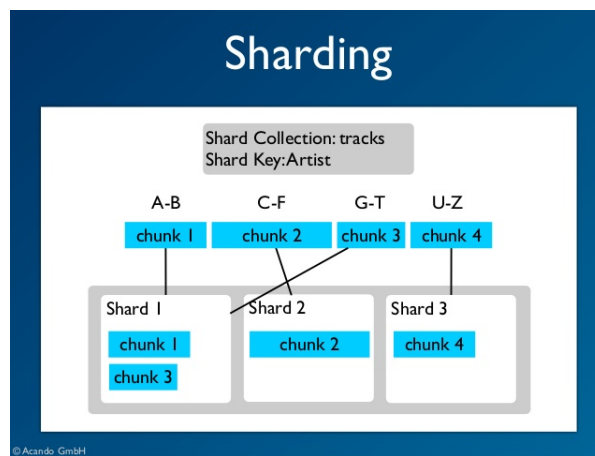 Sharding
Shard Collection: tracks
Shard Key:Artist
A-B C-F G-T U-Z
chunk 1 chunk 2 chunk 3 chunk 4
Shard 1 Shard 2 Shard 3
chunk 1 chunk 2 chunk 4
chunk 3
© Acando GmbH